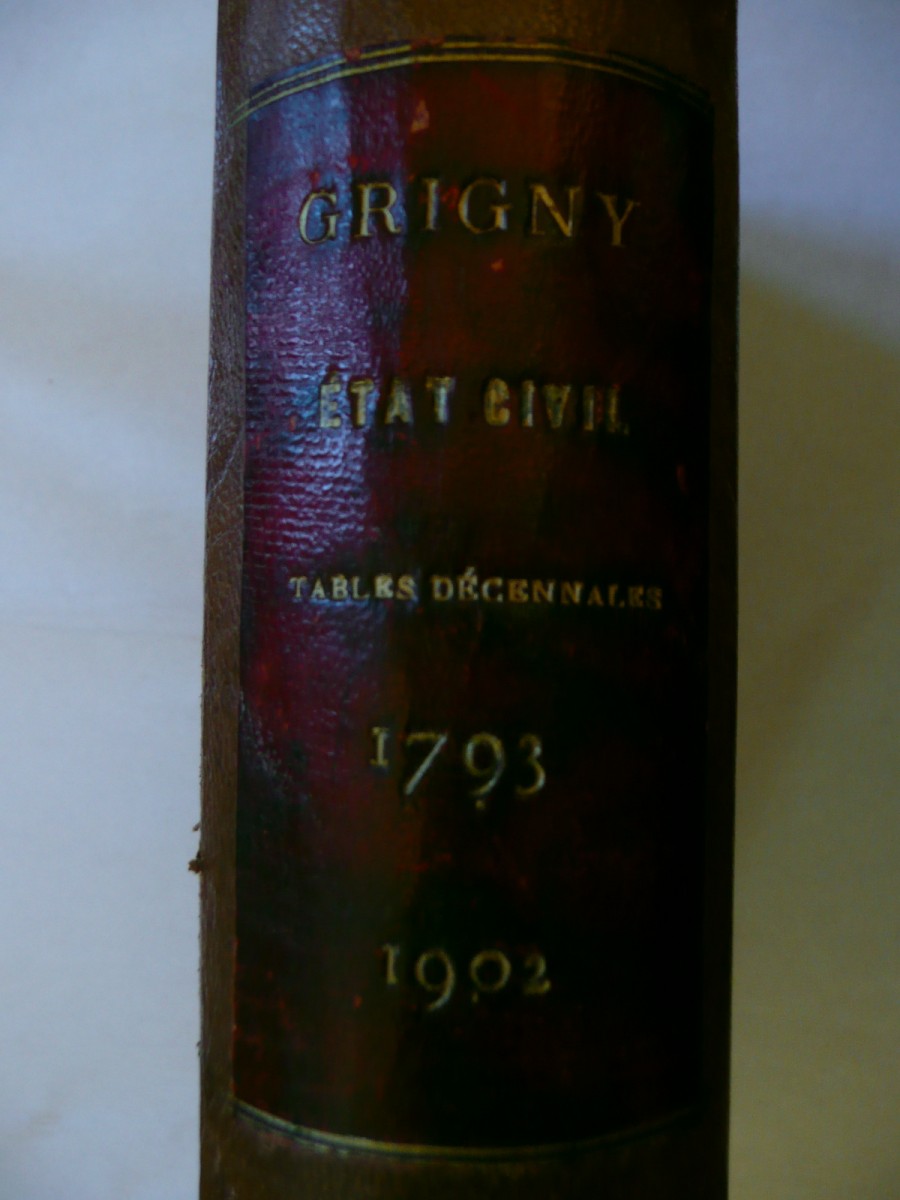 GRIGNY
ÉTAT CIVIL
TABLES DÉCENNALES
1793
1902